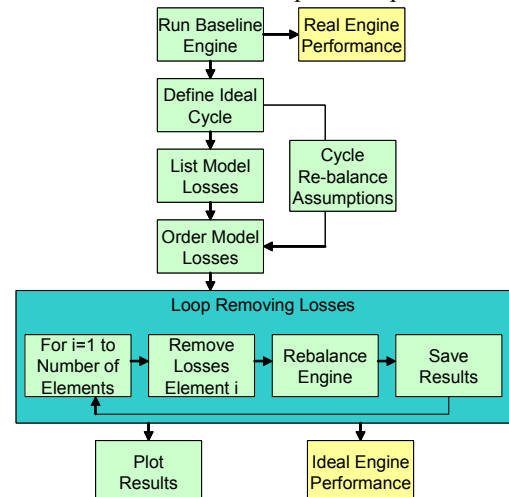 Run Baseline
Engine
Real Engine
Performance
Define Ideal
Cycle
List Model
Losses
Cycle
Re-balance
Assumptions
Order Model
Losses
Loop Removing Losses
For i=1 to
Number of
Elements
Remove
Losses
Element i
Rebalance
Engine
Save
Results
Plot
Results
Ideal Engine
Performance